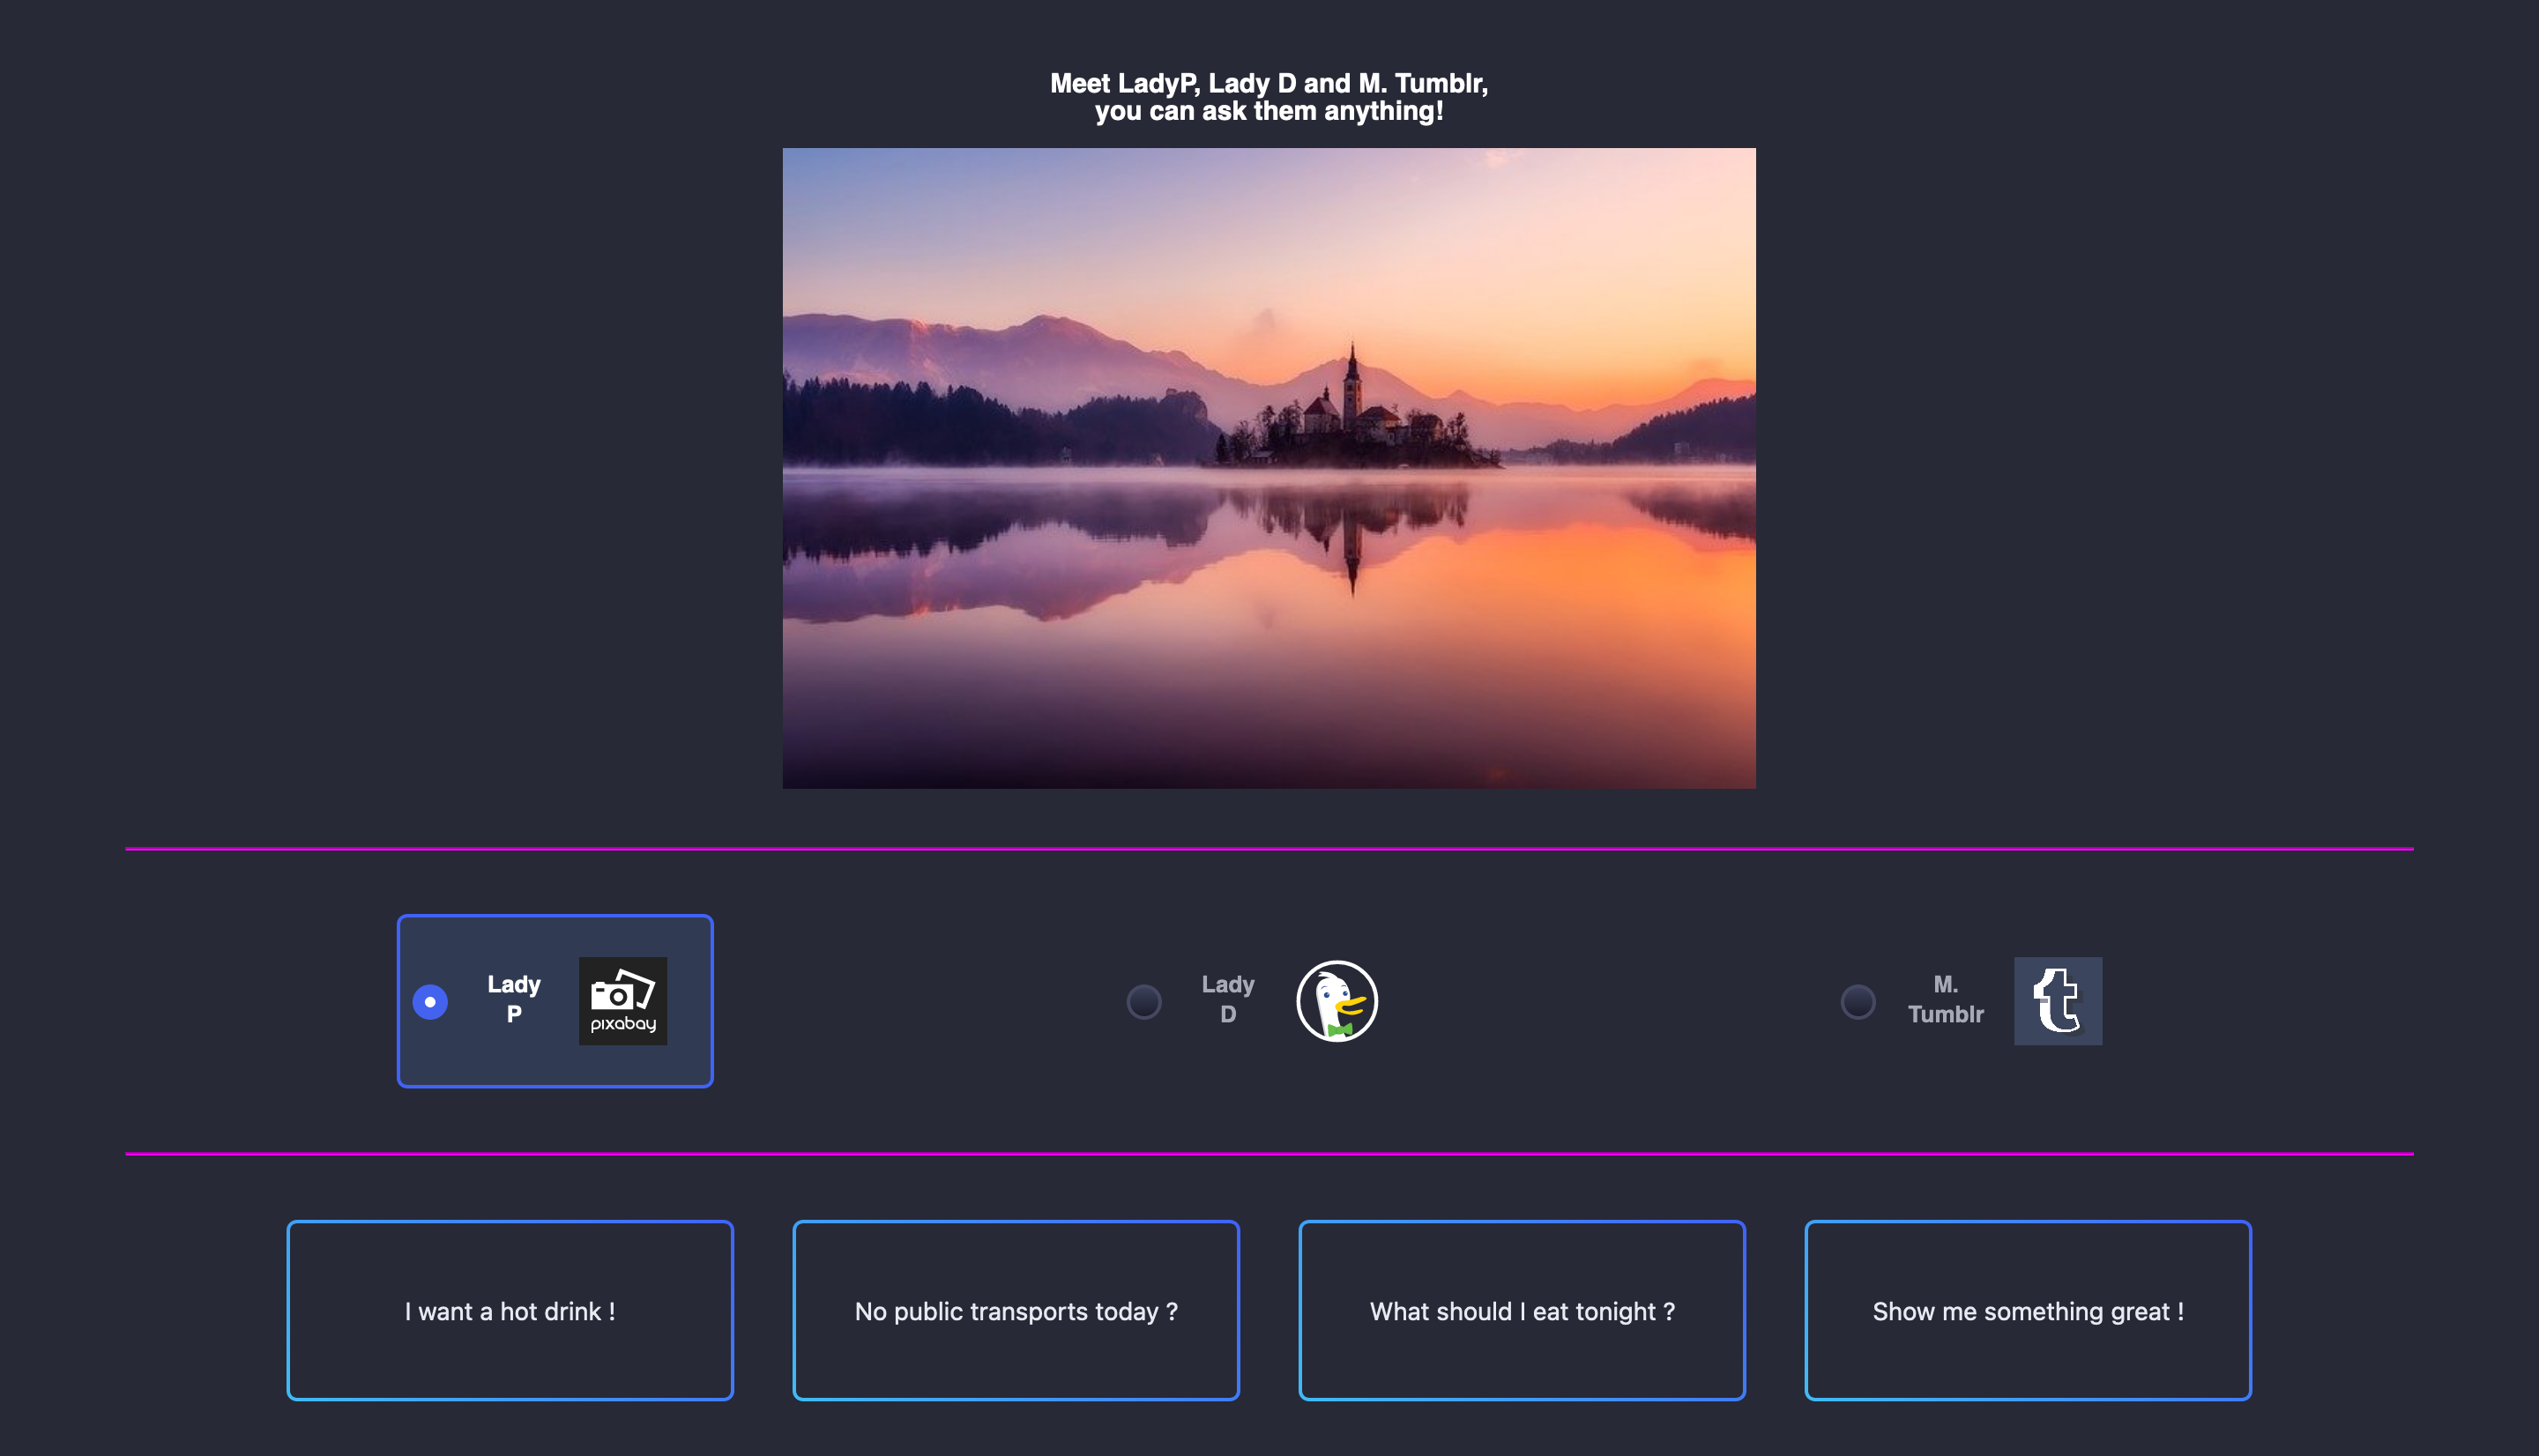 Meet LadyP, Lady D and M. Tumblr,
you can ask them anything!
Lady
P
pixabay
Lady
D
M.
Tumblr
t
I want a hot drink !
No public transports today ?
What should I eat tonight ?
Show me something great !